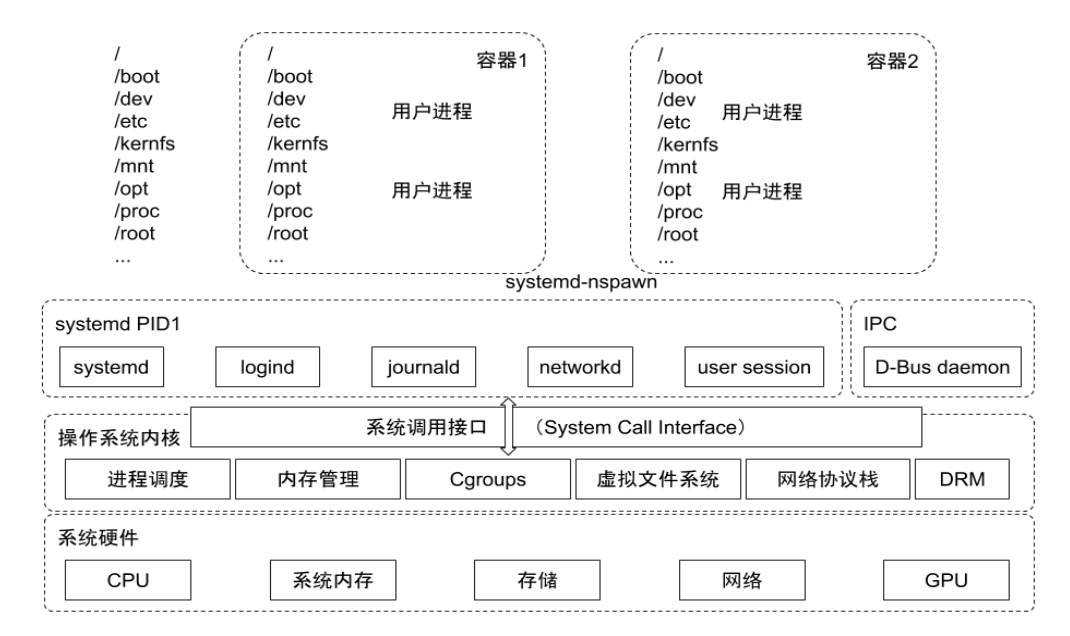 /
/boot
/dev
/etc
/kernfs
/mnt
/opt
/proc
/root
...
容器1
/
/boot
/dev
/etc
/kernfs
/mnt
/opt
/proc
/root
...
用户进程
用户进程
容器2
/
/boot
/dev
/etc
/kernfs
/mnt
/opt
/proc
/root
...
用户进程
用户进程
systemd-nspawn
systemd PID1
systemd
logind
journald
networkd
user session
IPC
D-Bus daemon
操作系统内核
系统调用接口 （System Call Interface）
进程调度
内存管理
Cgroups
虚拟文件系统
网络协议栈
DRM
系统硬件
CPU
系统内存
存储
网络
GPU